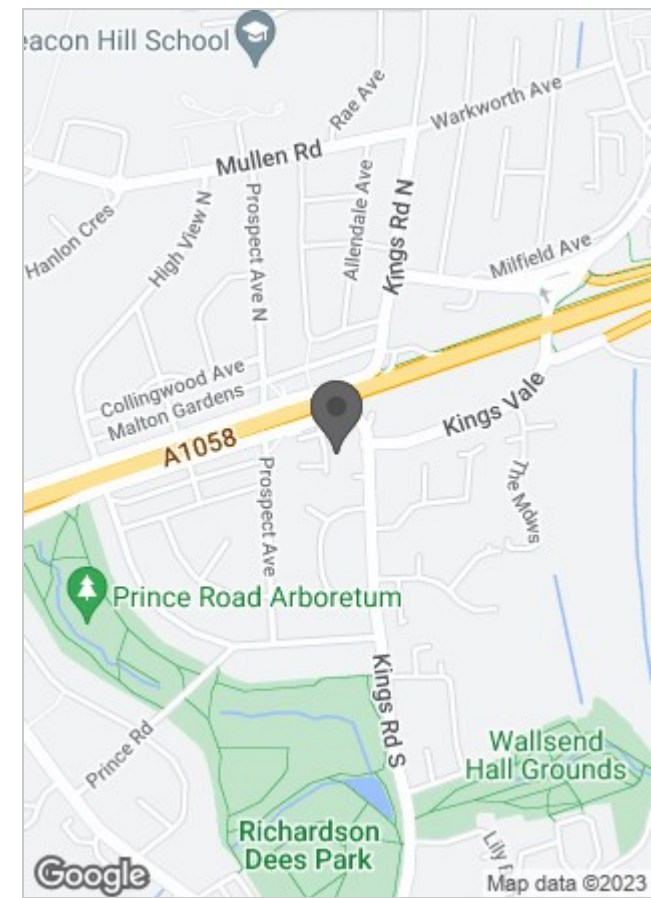 eacon Hill School
Rae Ave
Warkworth Ave
Mullen Rd
Hanlon Cres
High View N
Prospect Ave N
Allendale Ave
Kings Rd N
Milfield Ave
Collingwood Ave
Malton Gardens
A1058
Kings Vale
The Mews
Prospect Ave
Prince Road Arboretum
Kings Rd S
Prince Rd
Wallsend
Hall Grounds
Richardson
Dees Park
Lily
Google
Map data ©2023